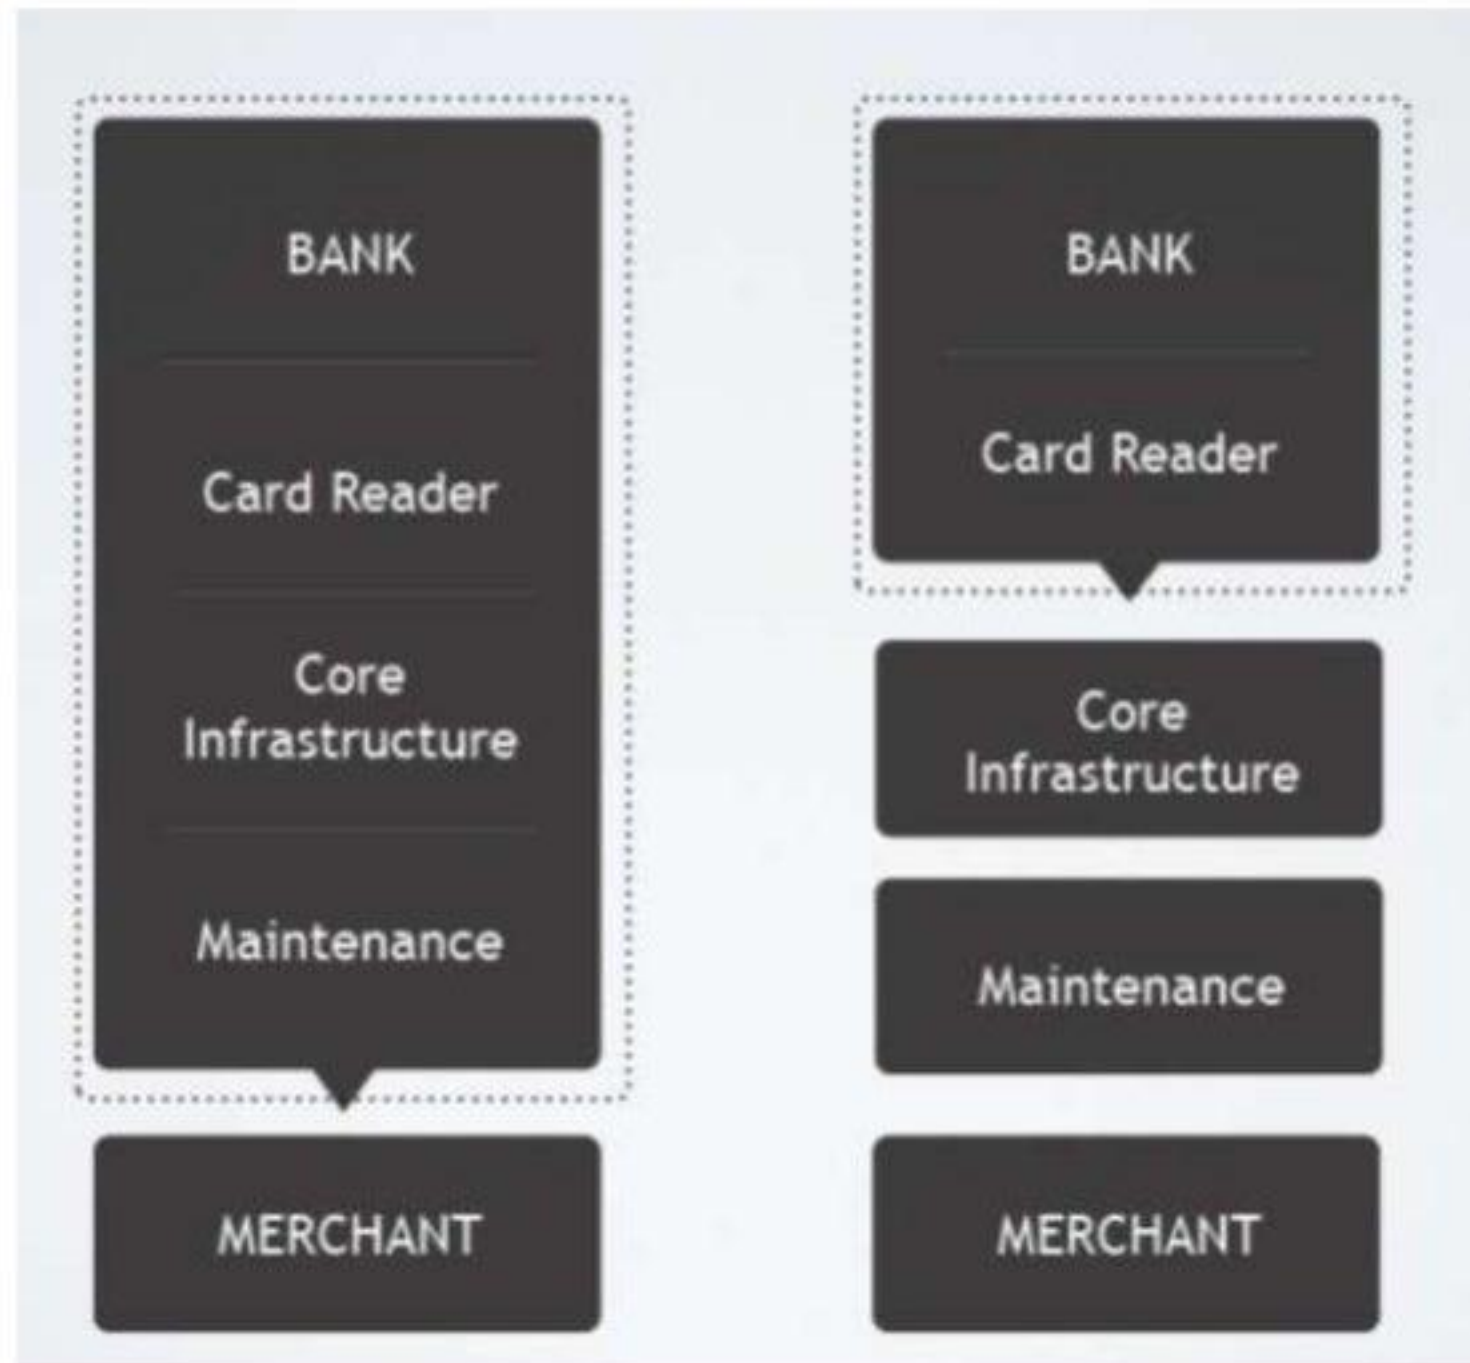 BANK
Card Reader
Core
Infrastructure
Maintenance
MERCHANT
BANK
Card Reader
Core
Infrastructure
Maintenance
MERCHANT